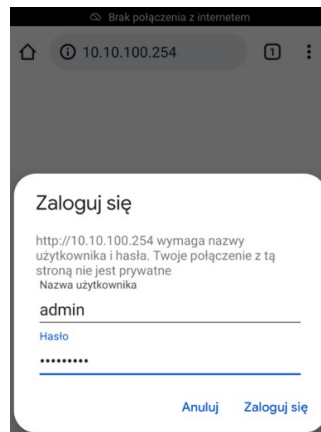 Brak połączenia z internetem
10.10.100.254
1
Zaloguj się
http://10.10.100.254 wymaga nazwy
użytkownika i hasła. Twoje połączenie z tą
stroną nie jest prywatne
Nazwa użytkownika
admin
Hasło
•••••••••
Anuluj Zaloguj się